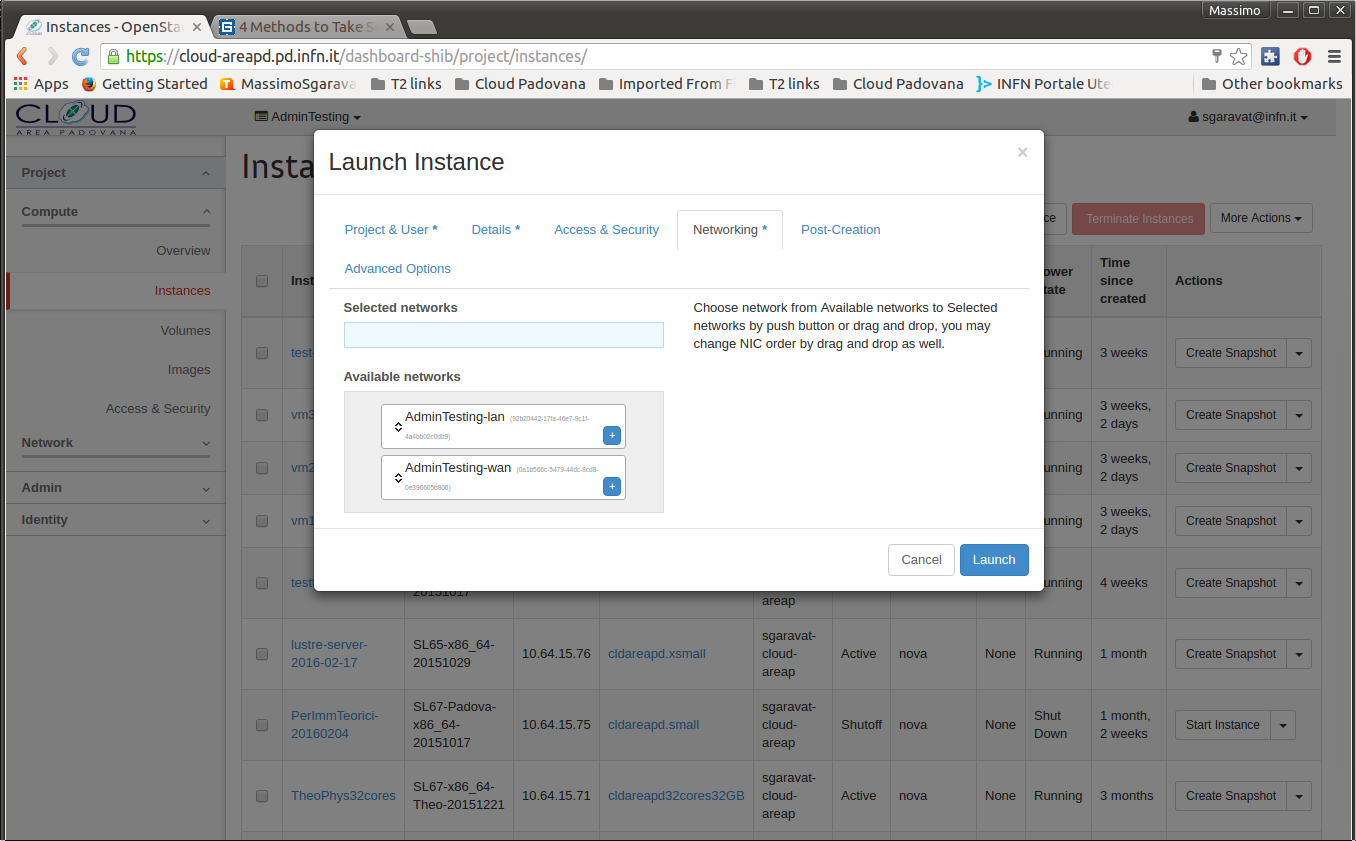 Massimo
Instances - OpenSta
4 Methods to Take S
https://cloud-areapd.pd.infn.it/dashboard-shib/project/instances/
Apps Getting Started MassimoSgarava T2 links Cloud Padovana Imported From F T2 links Cloud Padovana INFN Portale Ute Other bookmarks
CLOUD
AREA PADOVANA
AdminTesting
sgaravat@infn.it
Project
Compute
Overview
Instances
Volumes
Images
Access & Security
Network
Admin
Identity
Insta
ce
Terminate Instances
More Actions
Launch Instance
×
Project & User *
Details *
Access & Security
Networking *
Post-Creation
Advanced Options
Selected networks
Choose network from Available networks to Selected
networks by push button or drag and drop, you may
change NIC order by drag and drop as well.
Available networks
AdminTesting-lan (92b20442-17fa-46e7-9c1f-
4a4bb02c0db9)
+
AdminTesting-wan (0a1b566c-5479-44dc-8cd8-
0e396605b806)
+
Cancel
Launch
Inst
ower
tate
Time
since
created
Actions
test-
unning
3 weeks
Create Snapshot
vm3
unning
3 weeks,
2 days
Create Snapshot
vm2
unning
3 weeks,
2 days
Create Snapshot
vm1
unning
3 weeks,
2 days
Create Snapshot
test
20151017
areap
unning
4 weeks
Create Snapshot
lustre-server-
2016-02-17
SL65-x86_64-
20151029
10.64.15.76
cldareapd.xsmall
sgaravat-
cloud-
areap
Active
nova
None
Running
1 month
Create Snapshot
PerImmTeorici-
20160204
SL67-Padova-
x86_64-
20151017
10.64.15.75
cldareapd.small
sgaravat-
cloud-
areap
Shutoff
nova
None
Shut
Down
1 month,
2 weeks
Start Instance
TheoPhys32cores
SL67-x86_64-
Theo-20151221
10.64.15.71
cldareapd32cores32GB
sgaravat-
cloud-
areap
Active
nova
None
Running
3 months
Create Snapshot